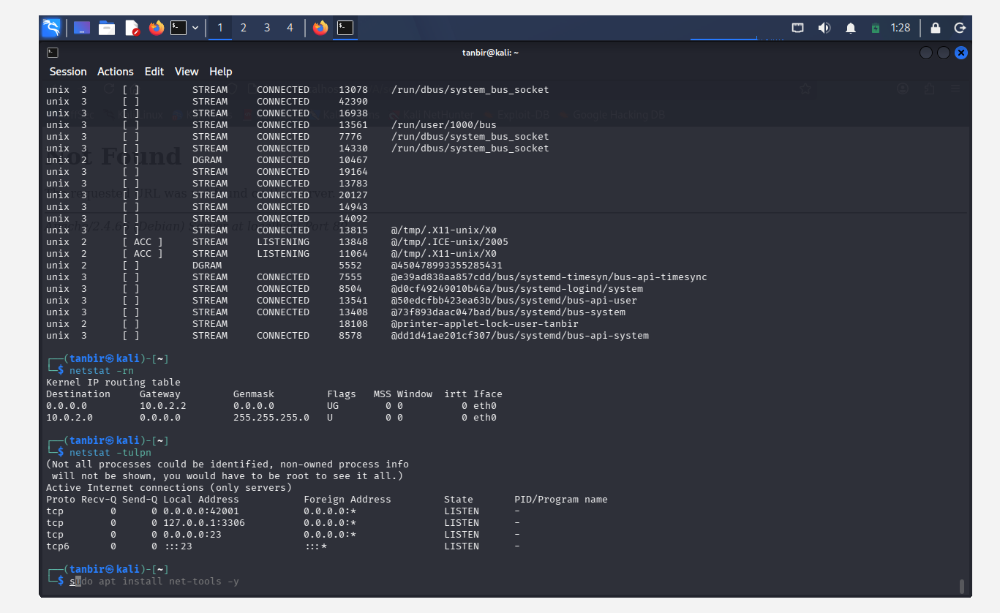 1 2 3 4 1:28
tanbir@kali: ~
Session Actions Edit View Help
unix 3 [ ] STREAM CONNECTED 13078 /run/dbus/system_bus_socket
unix 3 [ ] STREAM CONNECTED 42390
unix 3 [ ] STREAM CONNECTED 16938
unix 3 [ ] STREAM CONNECTED 13561 /run/user/1000/bus
unix 3 [ ] STREAM CONNECTED 7776 /run/dbus/system_bus_socket
unix 3 [ ] STREAM CONNECTED 14330 /run/dbus/system_bus_socket
unix 2 [ ] DGRAM CONNECTED 10467
unix 3 [ ] STREAM CONNECTED 19164
unix 3 [ ] STREAM CONNECTED 13783
unix 3 [ ] STREAM CONNECTED 20127
unix 3 [ ] STREAM CONNECTED 14943
unix 3 [ ] STREAM CONNECTED 14092
unix 3 [ ] STREAM CONNECTED 13815 @/tmp/.X11-unix/X0
unix 2 [ ACC ] STREAM LISTENING 13848 @/tmp/.ICE-unix/2005
unix 2 [ ACC ] STREAM LISTENING 11064 @/tmp/.X11-unix/X0
unix 2 [ ] DGRAM 5552 @450478993355285431
unix 3 [ ] STREAM CONNECTED 7555 @e39ad838aa857cdd/bus/systemd-timesyn/bus-api-timesync
unix 3 [ ] STREAM CONNECTED 8504 @d0cf49249010b46a/bus/systemd-logind/system
unix 3 [ ] STREAM CONNECTED 13541 @50edcfbb423ea63b/bus/systemd/bus-api-user
unix 3 [ ] STREAM CONNECTED 13408 @73f893daac047bad/bus/systemd/bus-system
unix 2 [ ] STREAM 18108 @printer-applet-lock-user-tanbir
unix 3 [ ] STREAM CONNECTED 8578 @dd1d41ae201cf307/bus/systemd/bus-api-system
┌──(tanbir㉿kali)-[~]
└─$ netstat -rn
Kernel IP routing table
Destination Gateway Genmask Flags MSS Window irtt Iface
0.0.0.0 10.0.2.2 0.0.0.0 UG 0 0 0 eth0
10.0.2.0 0.0.0.0 255.255.255.0 U 0 0 0 eth0
┌──(tanbir㉿kali)-[~]
└─$ netstat -tulpn
(Not all processes could be identified, non-owned process info
will not be shown, you would have to be root to see it all.)
Active Internet connections (only servers)
Proto Recv-Q Send-Q Local Address Foreign Address State PID/Program name
tcp 0 0 0.0.0.0:42001 0.0.0.0:* LISTEN -
tcp 0 0 127.0.0.1:3306 0.0.0.0:* LISTEN -
tcp 0 0 0.0.0.0:23 0.0.0.0:* LISTEN -
tcp6 0 0 :::23 :::* LISTEN -
┌──(tanbir㉿kali)-[~]
└─$ sudo apt install net-tools -y